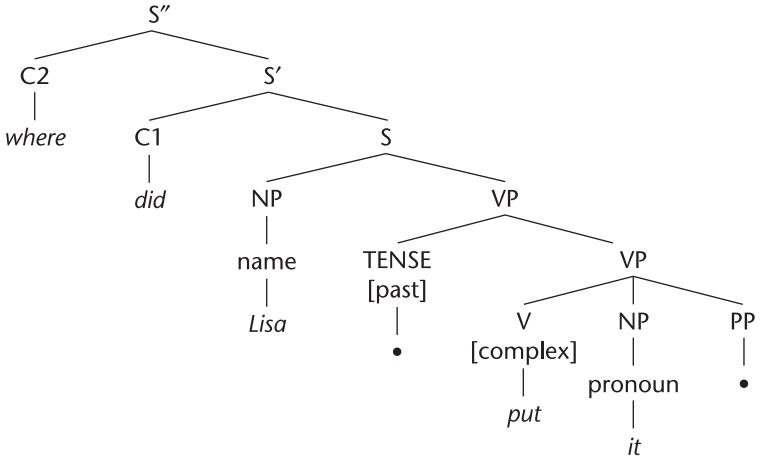 S″
C2 S′
where C1 S
did NP VP
name TENSE VP
Lisa [past] V NP PP
• [complex] pronoun •
put it